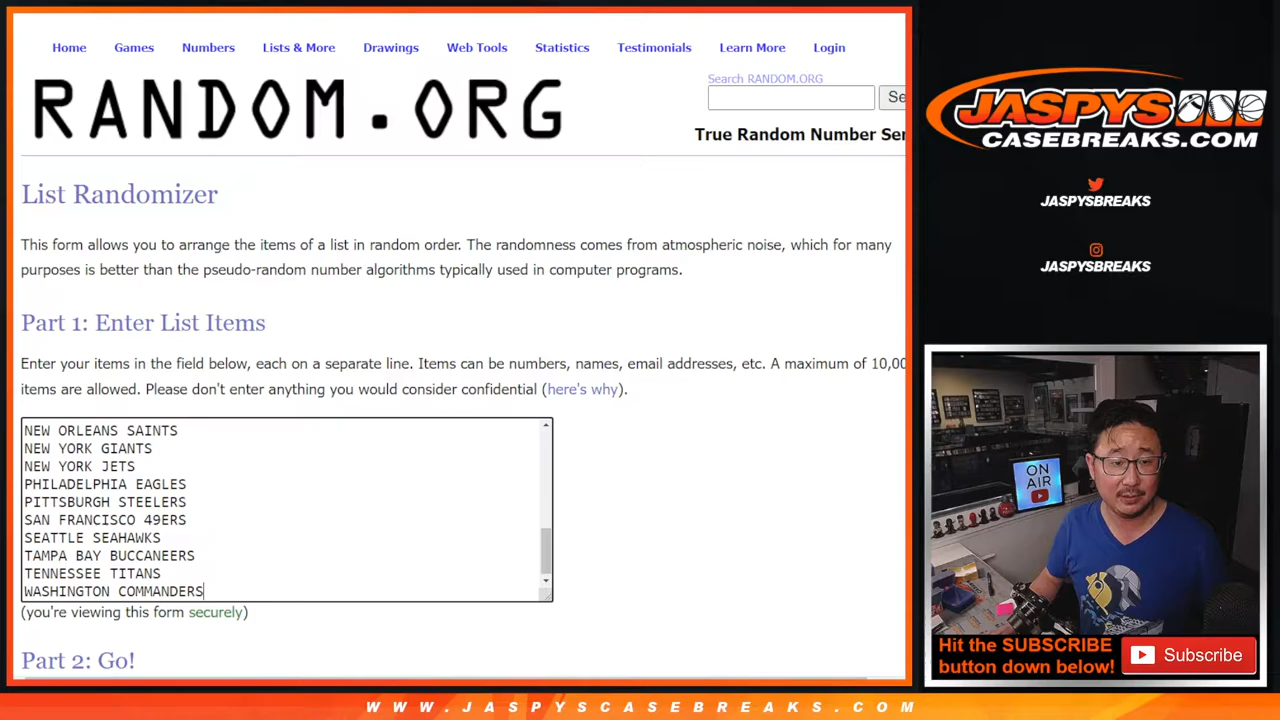 Home Games Numbers Lists & More Drawings Web Tools Statistics Testimonials Learn More Login
RANDOM.ORG
Search RANDOM.ORG
Se
True Random Number Ser
List Randomizer
This form allows you to arrange the items of a list in random order. The randomness comes from atmospheric noise, which for many
purposes is better than the pseudo-random number algorithms typically used in computer programs.
Part 1: Enter List Items
Enter your items in the field below, each on a separate line. Items can be numbers, names, email addresses, etc. A maximum of 10,00
items are allowed. Please don't enter anything you would consider confidential (here's why).
NEW ORLEANS SAINTS
NEW YORK GIANTS
NEW YORK JETS
PHILADELPHIA EAGLES
PITTSBURGH STEELERS
SAN FRANCISCO 49ERS
SEATTLE SEAHAWKS
TAMPA BAY BUCCANEERS
TENNESSEE TITANS
WASHINGTON COMMANDERS
(you're viewing this form securely)
Part 2: Go!
JASPYS
CASEBREAKS.COM
JASPYSBREAKS
JASPYSBREAKS
ON
AIR
Hit the SUBSCRIBE
button down below!
Subscribe
WWW.JASPYSCASEBREAKS.COM